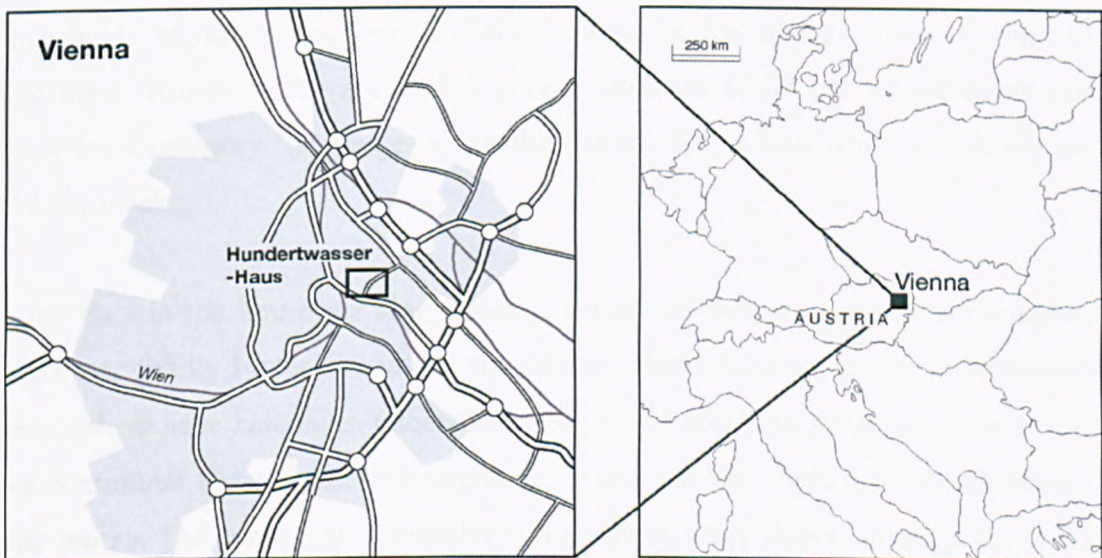 Vienna
Hundertwasser
-Haus
Wien
250 km
Vienna
AUSTRIA